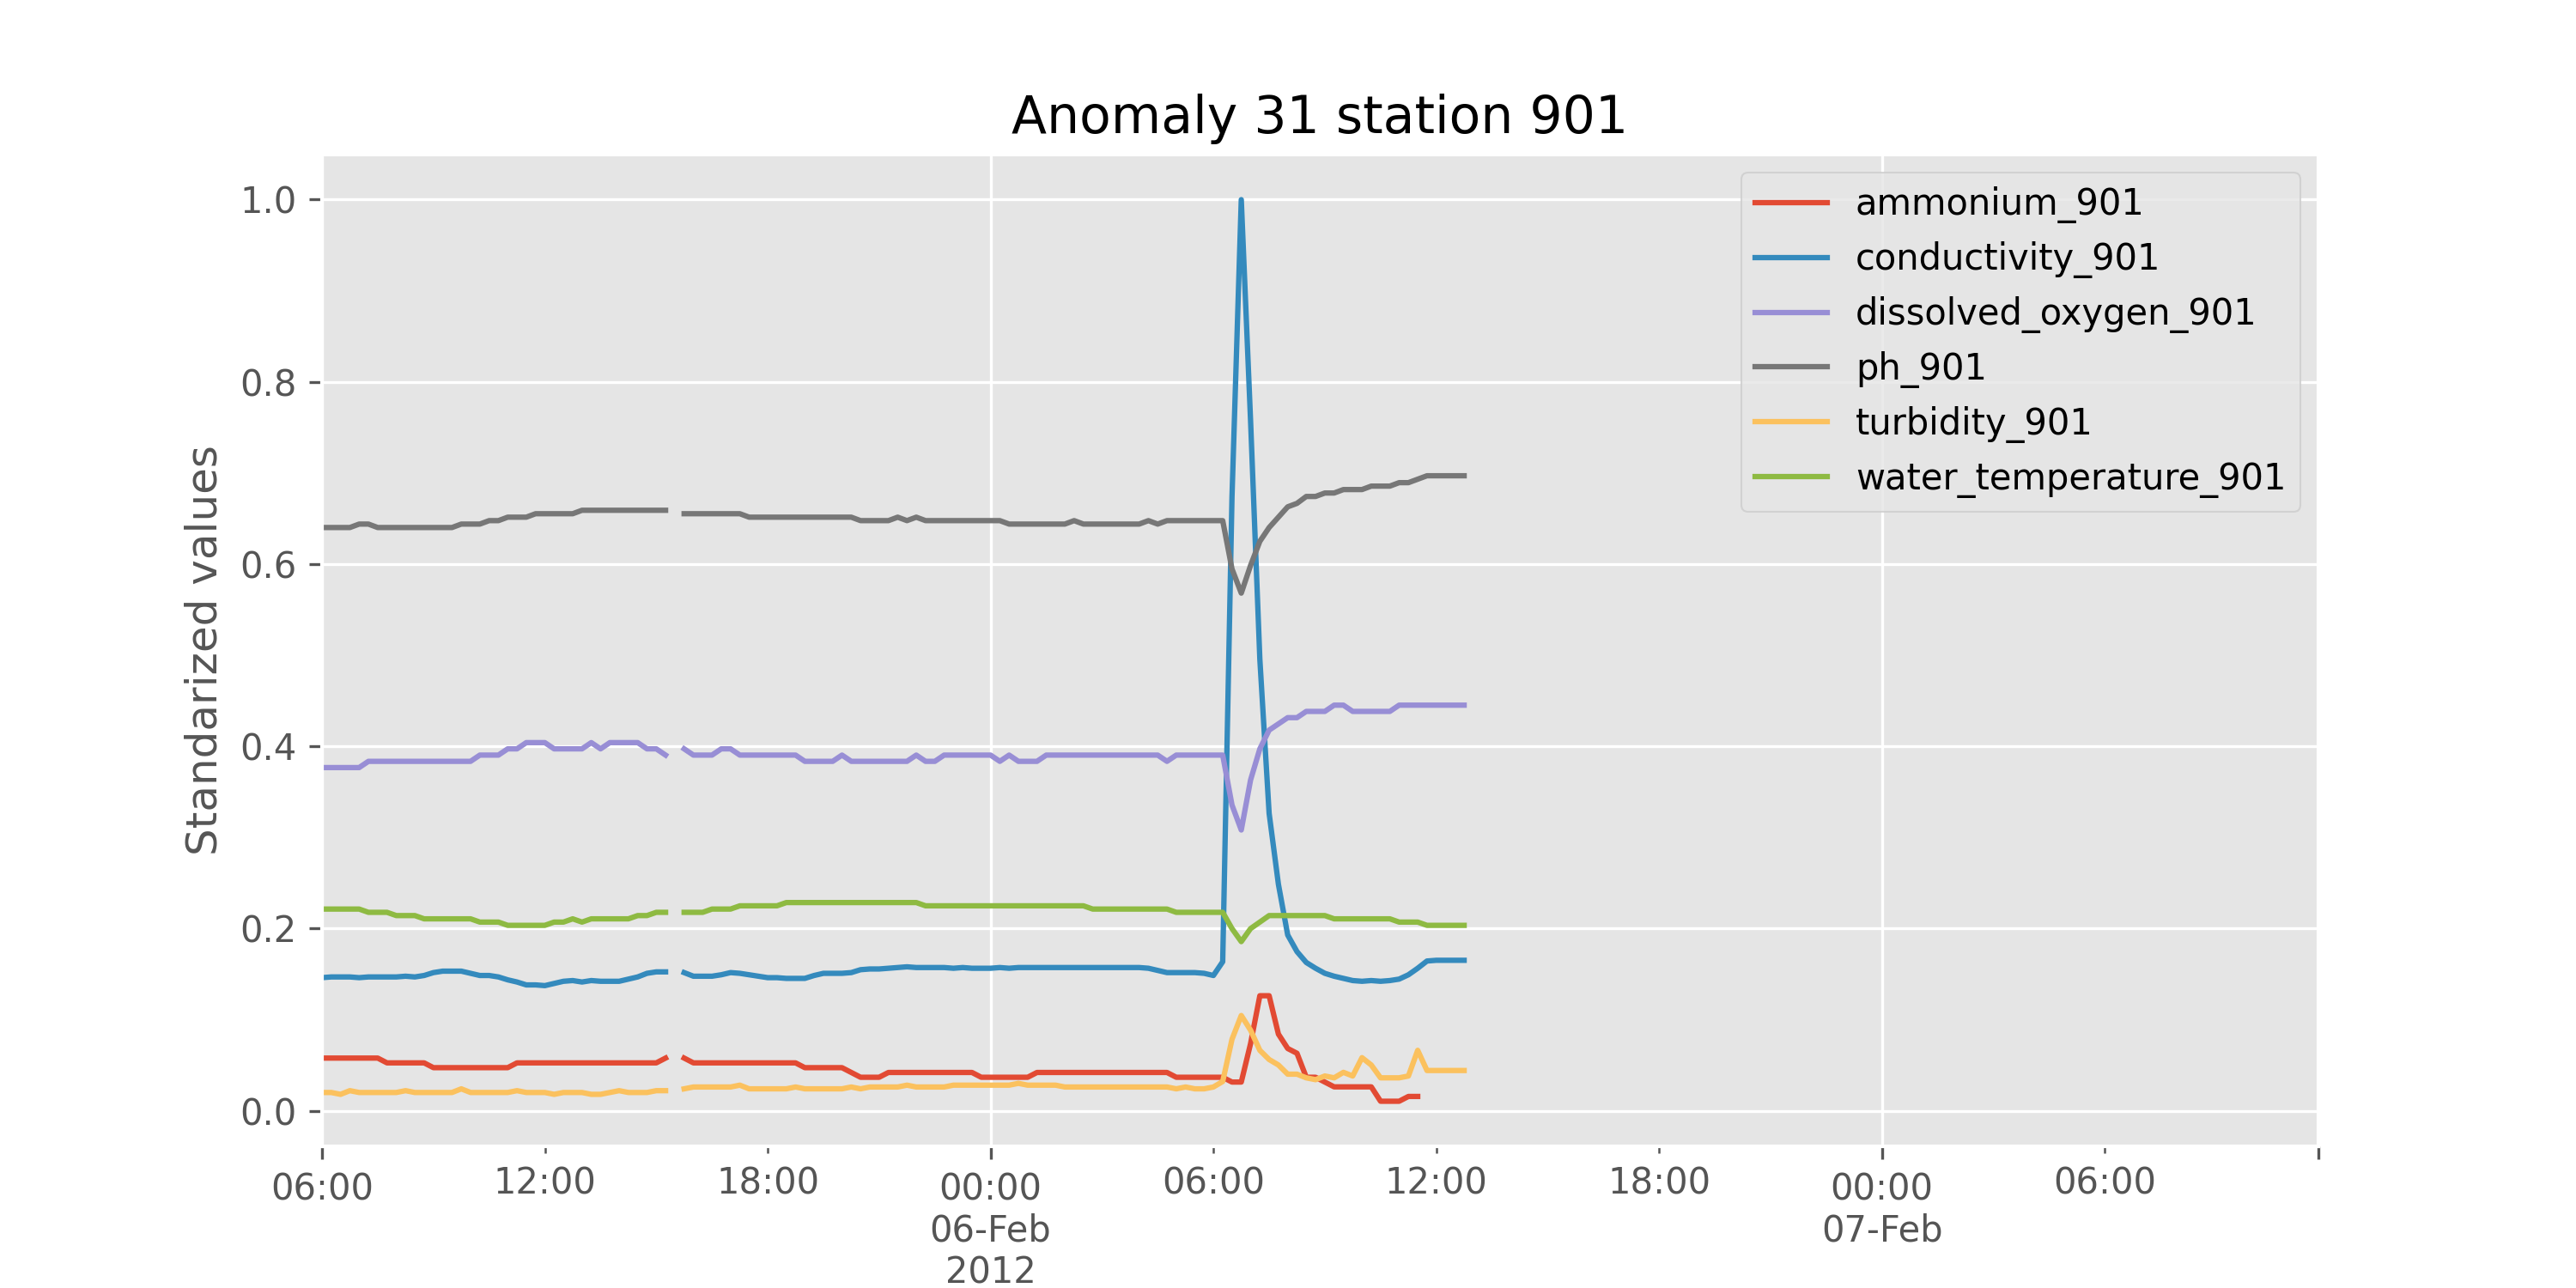 Anomaly 31 station 901
1.0
0.8
0.6
0.4
0.2
0.0
Standarized values
ammonium_901
conductivity_901
dissolved_oxygen_901
ph_901
turbidity_901
water_temperature_901
06:00 12:00 18:00 00:00 06:00 12:00 18:00 00:00 06:00
06-Feb 07-Feb
2012